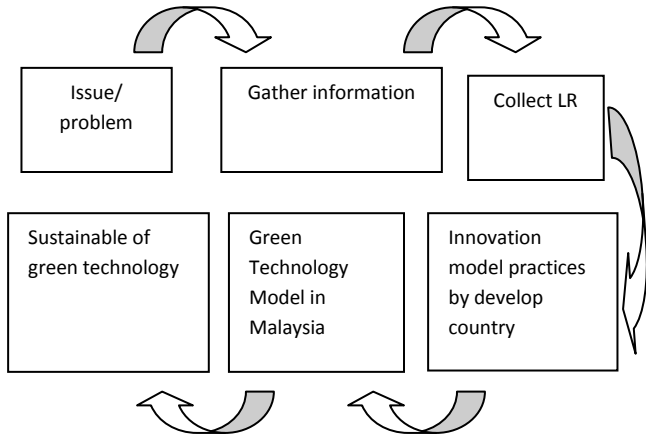 Issue/
problem
Gather information
Collect LR
Sustainable of
green technology
Green
Technology
Model in
Malaysia
Innovation
model practices
by develop
country